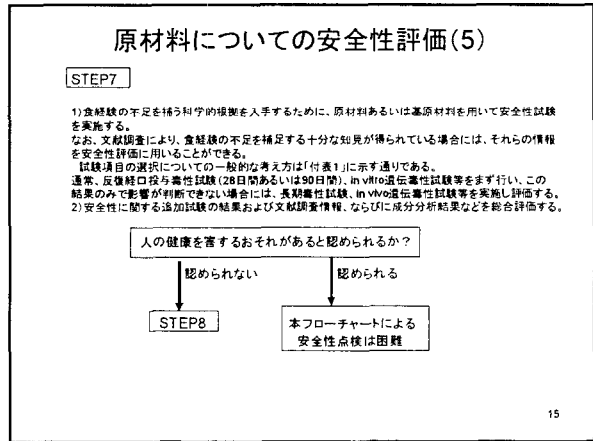 原材料についての安全性評価(5)
STEP7
1)食経験の不足を補う科学的根拠を入手するために、原材料あるいは基原材料を用いて安全性試験
を実施する。
なお、文献調査により、食経験の不足を補足する十分な知見が得られている場合には、それらの情報
を安全性評価に用いることができる。
試験項目の選択についての一般的な考え方は「付表1」に示す通りである。
通常、反復経口投与毒性試験(28日間あるいは90日間)、in vitro遺伝毒性試験等をまず行い、この
結果のみで影響が判断できない場合には、長期毒性試験、in vivo遺伝毒性試験等を実施し評価する。
2)安全性に関する追加試験の結果および文献調査情報、ならびに成分分析結果などを総合評価する。
人の健康を害するおそれがあると認められるか?
認められない
認められる
STEP8
本フローチャートによる
安全性点検は困難
15